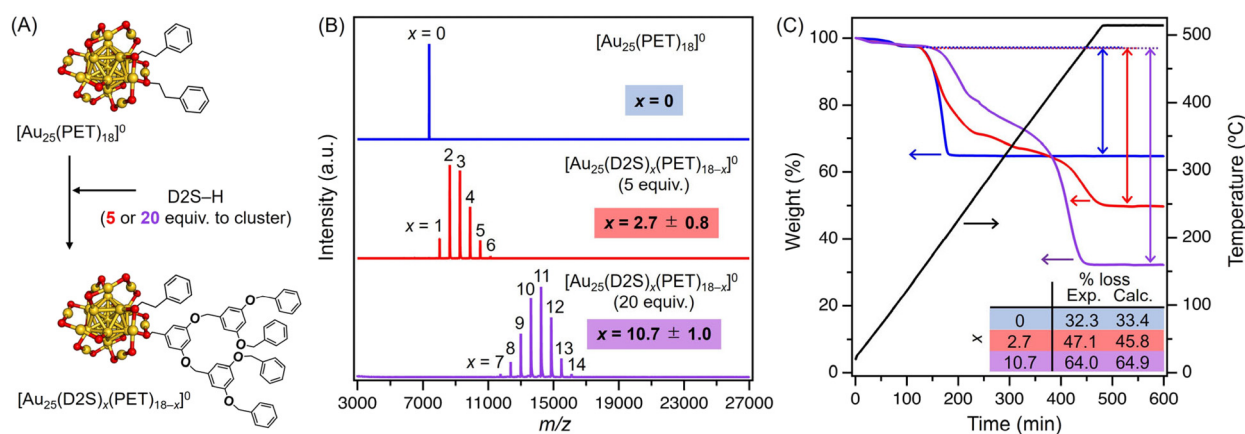 (A)
[Au25(PET)18]⁰
D2S–H
(5 or 20 equiv. to cluster)
O
O
O
O
O
O
[Au25(D2S)x(PET)18–x]⁰
(B)
Intensity (a.u.)
x = 0
[Au25(PET)18]⁰
x = 0
x = 1
2
3
4
5
6
[Au25(D2S)x(PET)18–x]⁰
(5 equiv.)
x = 2.7 ± 0.8
x = 7
8
9
10
11
12
13
14
[Au25(D2S)x(PET)18–x]⁰
(20 equiv.)
x = 10.7 ± 1.0
3000 7000 11000 15000 19000 23000 27000
m/z
(C)
Weight (%)
100
80
60
40
20
0
Temperature (ºC)
500
400
300
200
100
0
% loss
Exp. Calc.
x
0 32.3 33.4
2.7 47.1 45.8
10.7 64.0 64.9
0 100 200 300 400 500 600
Time (min)